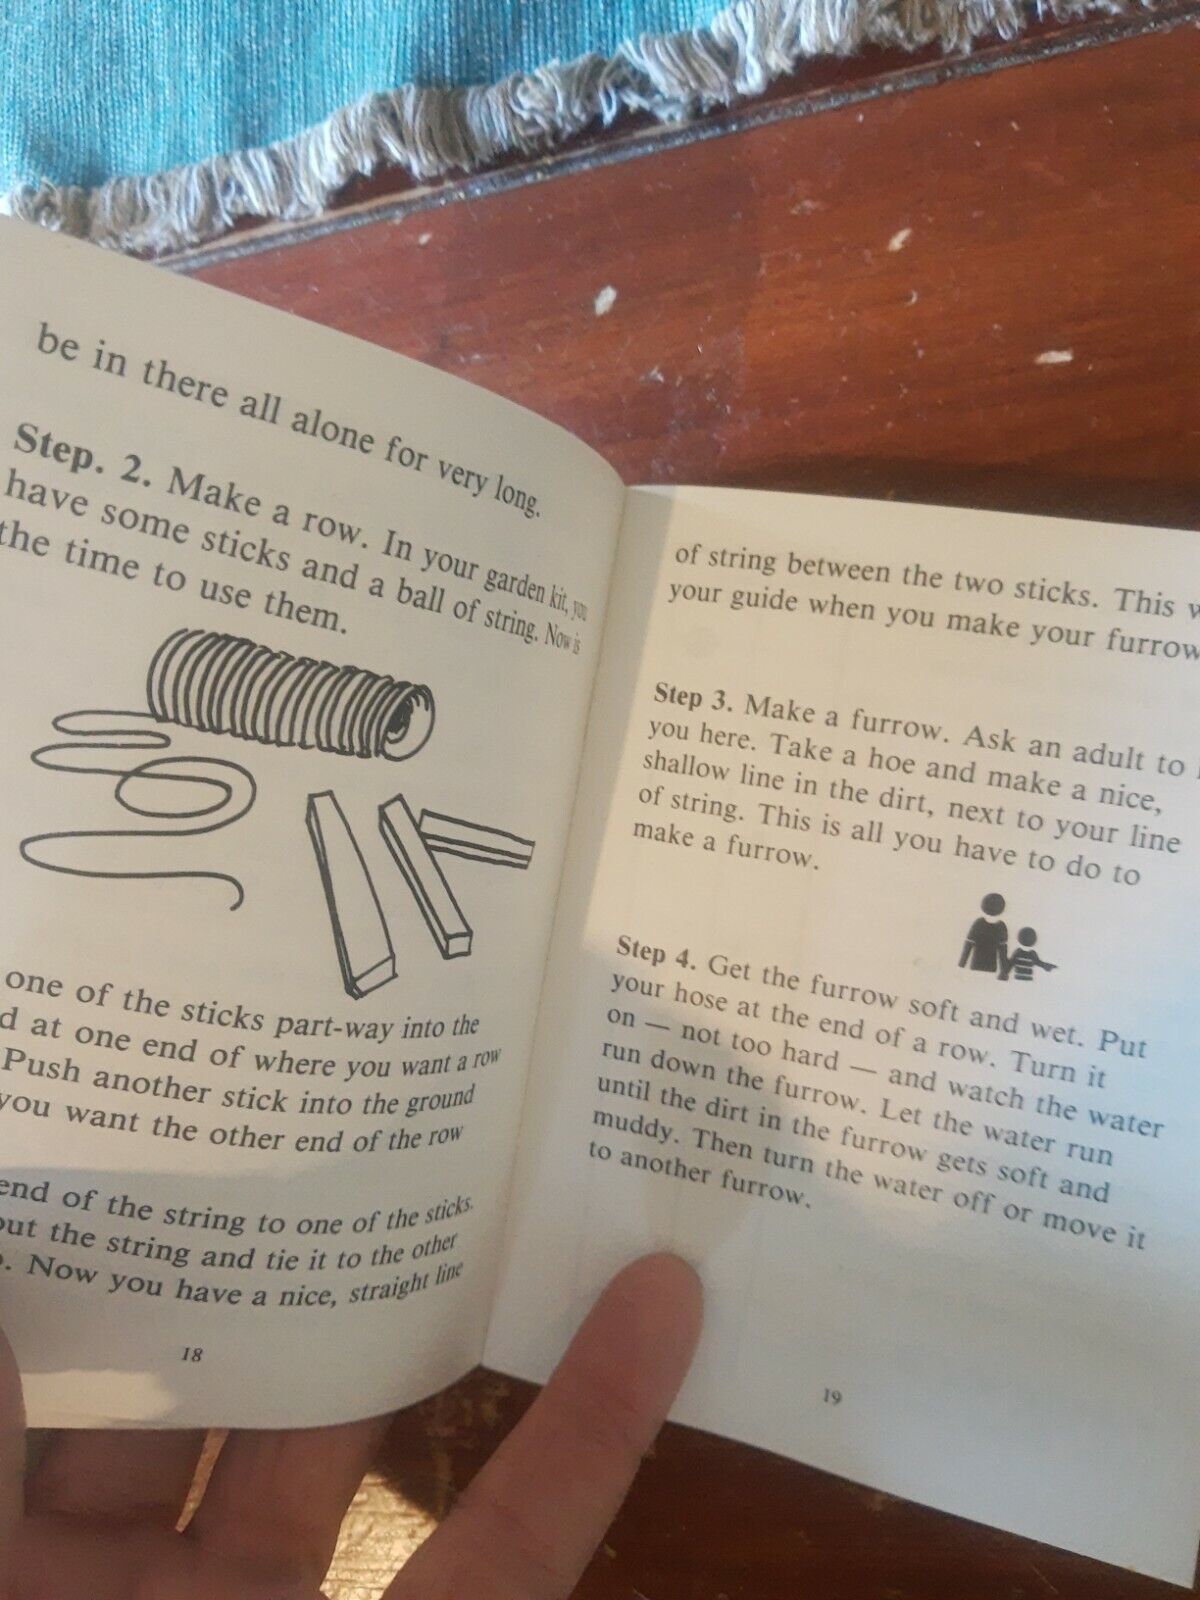 be in there all alone for very long.
Step. 2. Make a row. In your garden kit, you
have some sticks and a ball of string. Now is
the time to use them.
one of the sticks part-way into the
at one end of where you want a row
Push another stick into the ground
you want the other end of the row
end of the string to one of the sticks.
the string and tie it to the other
Now you have a nice, straight line
18
of string between the two sticks. This
your guide when you make your furrow
Step 3. Make a furrow. Ask an adult to
you here. Take a hoe and make a nice,
shallow line in the dirt, next to your line
of string. This is all you have to do to
make a furrow.
Step 4. Get the furrow soft and wet. Put
your hose at the end of a row. Turn it
on — not too hard — and watch the water
run down the furrow. Let the water run
until the dirt in the furrow gets soft and
muddy. Then turn the water off or move it
to another furrow.
19